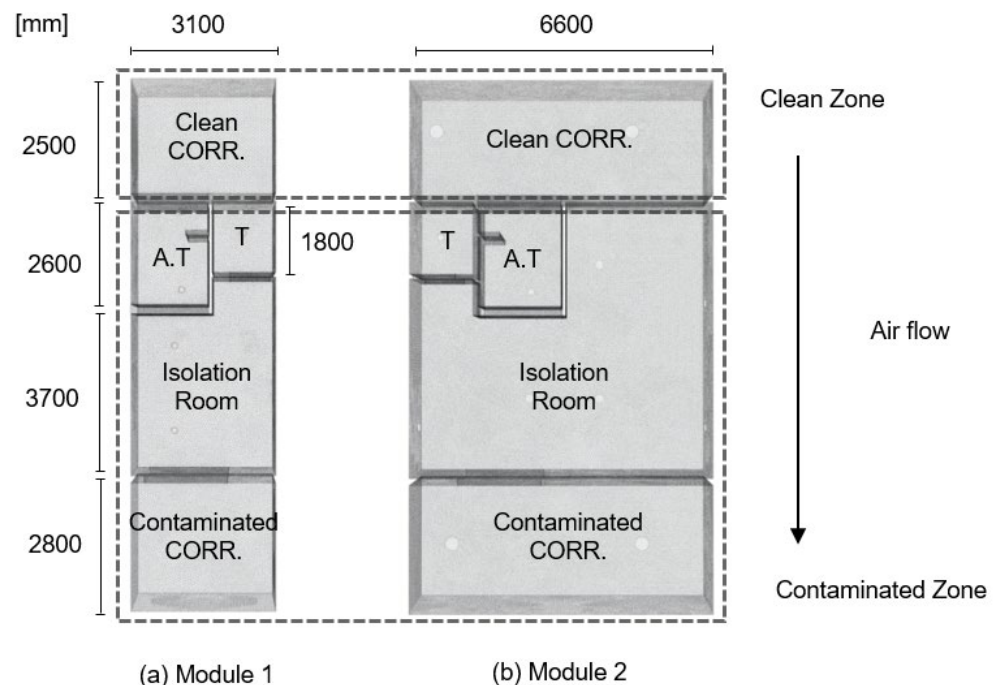 [mm]
3100
6600
Clean
CORR.
Clean CORR.
Clean Zone
2500
A.T
T
1800
T
A.T
2600
Air flow
Isolation
Room
Isolation
Room
3700
Contaminated
CORR.
Contaminated
CORR.
2800
Contaminated Zone
(a) Module 1
(b) Module 2